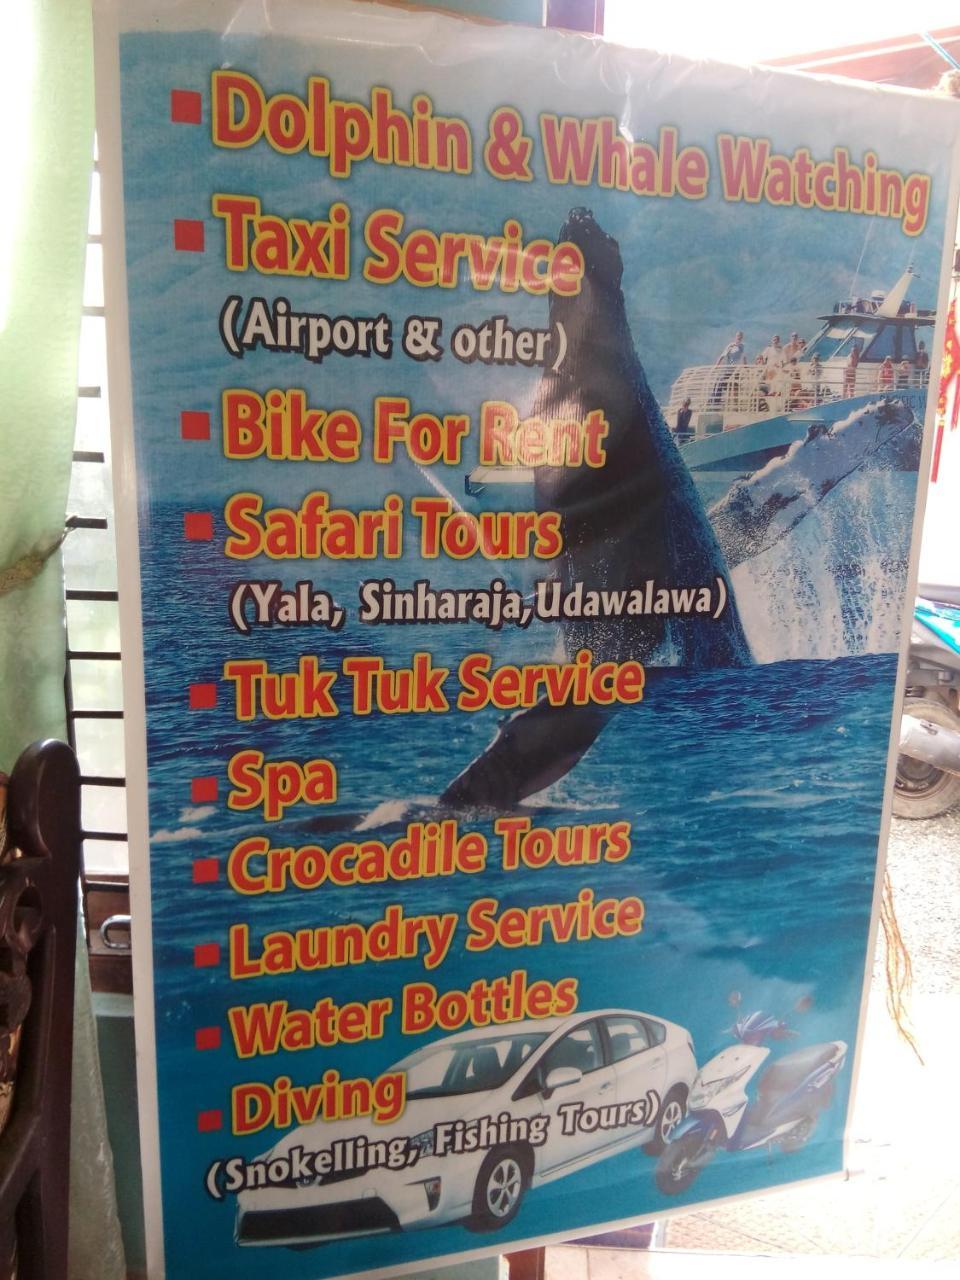 Dolphin & Whale Watching
Taxi Service
(Airport & other)
Bike For Rent
Safari Tours
(Yala, Sinharaja,Udawalawa)
Tuk Tuk Service
Spa
Crocadile Tours
Laundry Service
Water Bottles
Diving
(Snokelling, Fishing Tours)